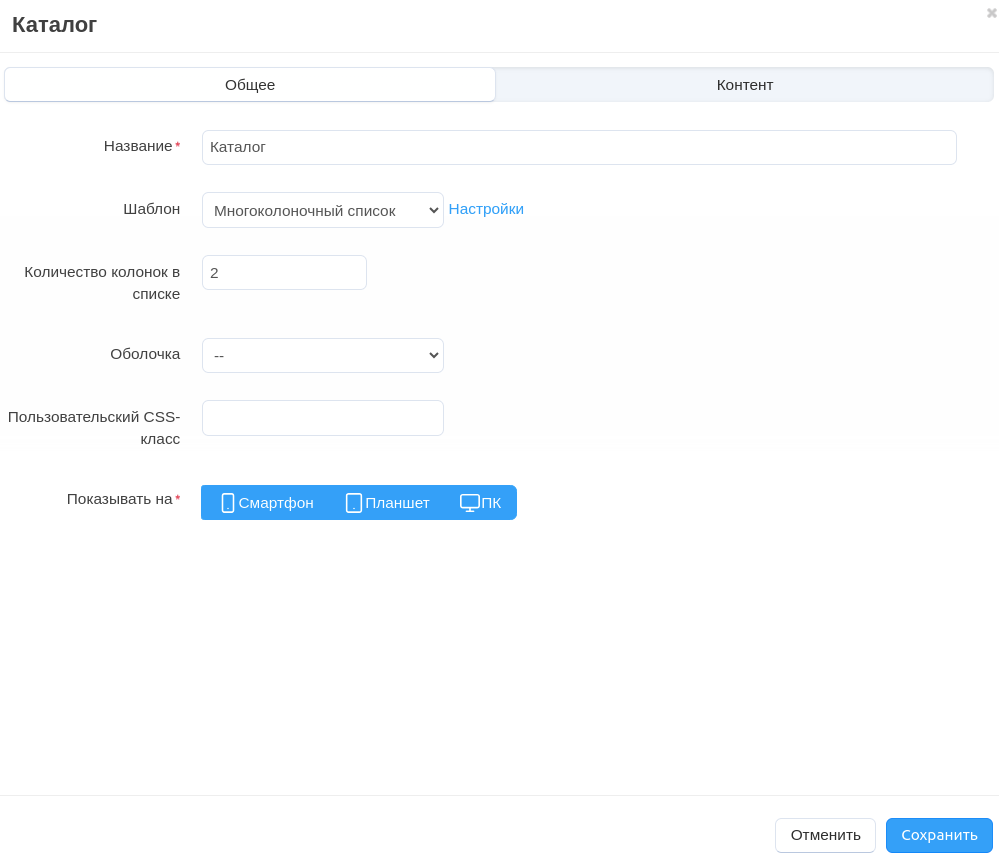 Каталог
Общее
Контент
Название*
Каталог
Шаблон
Многоколоночный список
Настройки
Количество колонок в
списке
2
Оболочка
--
Пользовательский CSS-
класс
Показывать на*
Смартфон
Планшет
ПК
Отменить
Сохранить